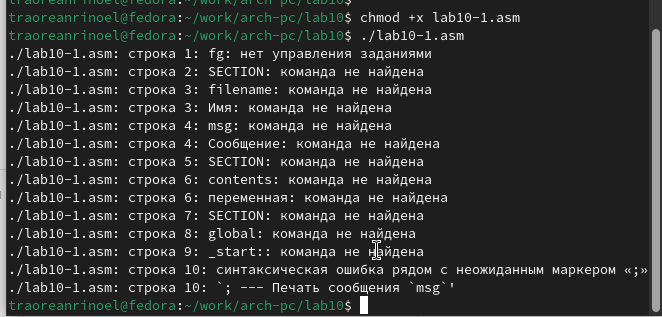 traoreanrinoel@fedora:~/work/arch-pc/lab10$ chmod +x lab10-1.asm
traoreanrinoel@fedora:~/work/arch-pc/lab10$ ./lab10-1.asm
./lab10-1.asm: строка 1: fg: нет управления заданиями
./lab10-1.asm: строка 2: SECTION: команда не найдена
./lab10-1.asm: строка 3: filename: команда не найдена
./lab10-1.asm: строка 3: Имя: команда не найдена
./lab10-1.asm: строка 4: msg: команда не найдена
./lab10-1.asm: строка 4: Сообщение: команда не найдена
./lab10-1.asm: строка 5: SECTION: команда не найдена
./lab10-1.asm: строка 6: contents: команда не найдена
./lab10-1.asm: строка 6: переменная: команда не найдена
./lab10-1.asm: строка 7: SECTION: команда не найдена
./lab10-1.asm: строка 8: global: команда не найдена
./lab10-1.asm: строка 9: _start:: команда не найдена
./lab10-1.asm: строка 10: синтаксическая ошибка рядом с неожиданным маркером «;»
./lab10-1.asm: строка 10: `; --- Печать сообщения `msg`'
traoreanrinoel@fedora:~/work/arch-pc/lab10$